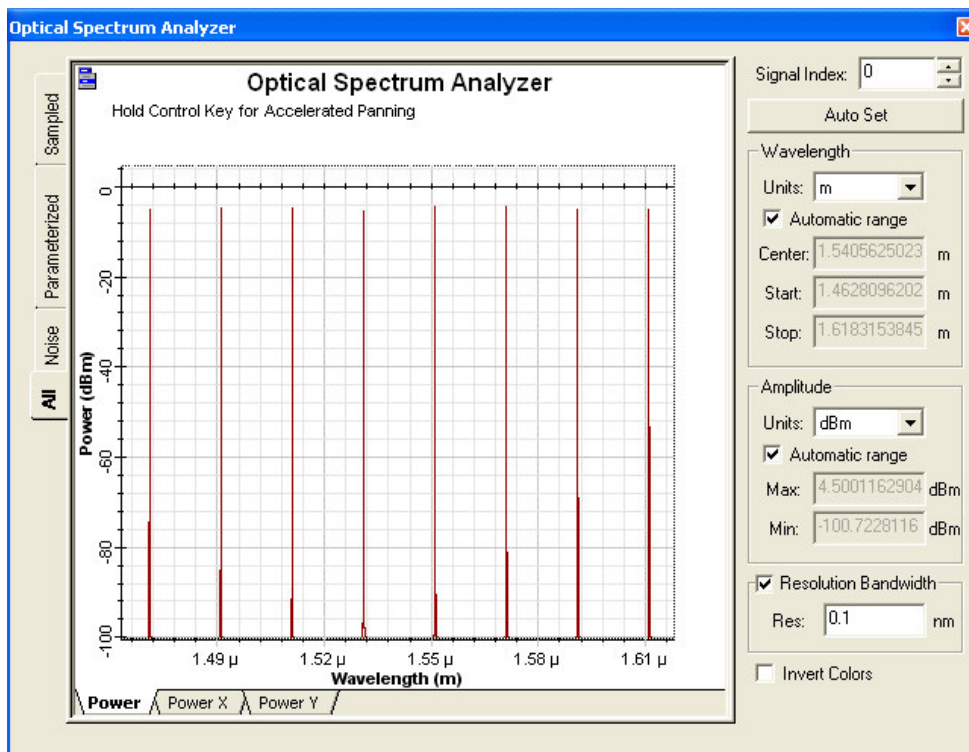 Optical Spectrum Analyzer
Sampled
Parameterized
Noise
All
Optical Spectrum Analyzer
Hold Control Key for Accelerated Panning
Power (dBm)
0
-20
-40
-60
-80
-100
1.49 µ
1.52 µ
1.55 µ
1.58 µ
1.61 µ
Wavelength (m)
Power
Power X
Power Y
Signal Index: 0
Auto Set
Wavelength
Units: m
Automatic range
Center: 1.5405625023 m
Start: 1.4628096202 m
Stop: 1.6183153845 m
Amplitude
Units: dBm
Automatic range
Max: 4.5001162904 dBm
Min: -100.7228116 dBm
Resolution Bandwidth
Res: 0.1 nm
Invert Colors